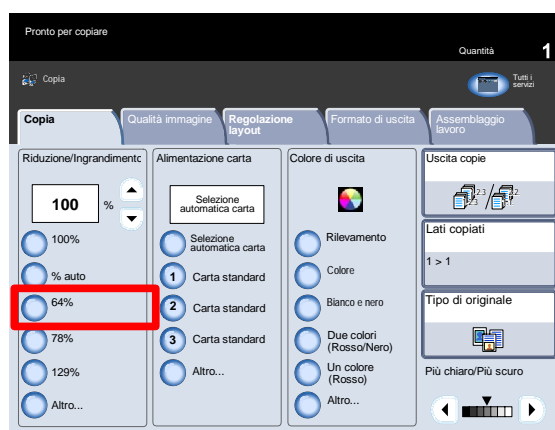 Pronto per copiare
Quantità 1
Copia
Tutti i
servizi
Copia
Qualità immagine
Regolazione
layout
Formato di uscita
Assemblaggio
lavoro
Riduzione/Ingrandimento
100 %
100%
% auto
64%
78%
129%
Altro...
Alimentazione carta
Selezione
automatica carta
Selezione
automatica carta
1 Carta standard
2 Carta standard
3 Carta standard
Altro...
Colore di uscita
Rilevamento
Colore
Bianco e nero
Due colori
(Rosso/Nero)
Un colore
(Rosso)
Altro...
Uscita copie
Lati copiati
1 > 1
Tipo di originale
Più chiaro/Più scuro